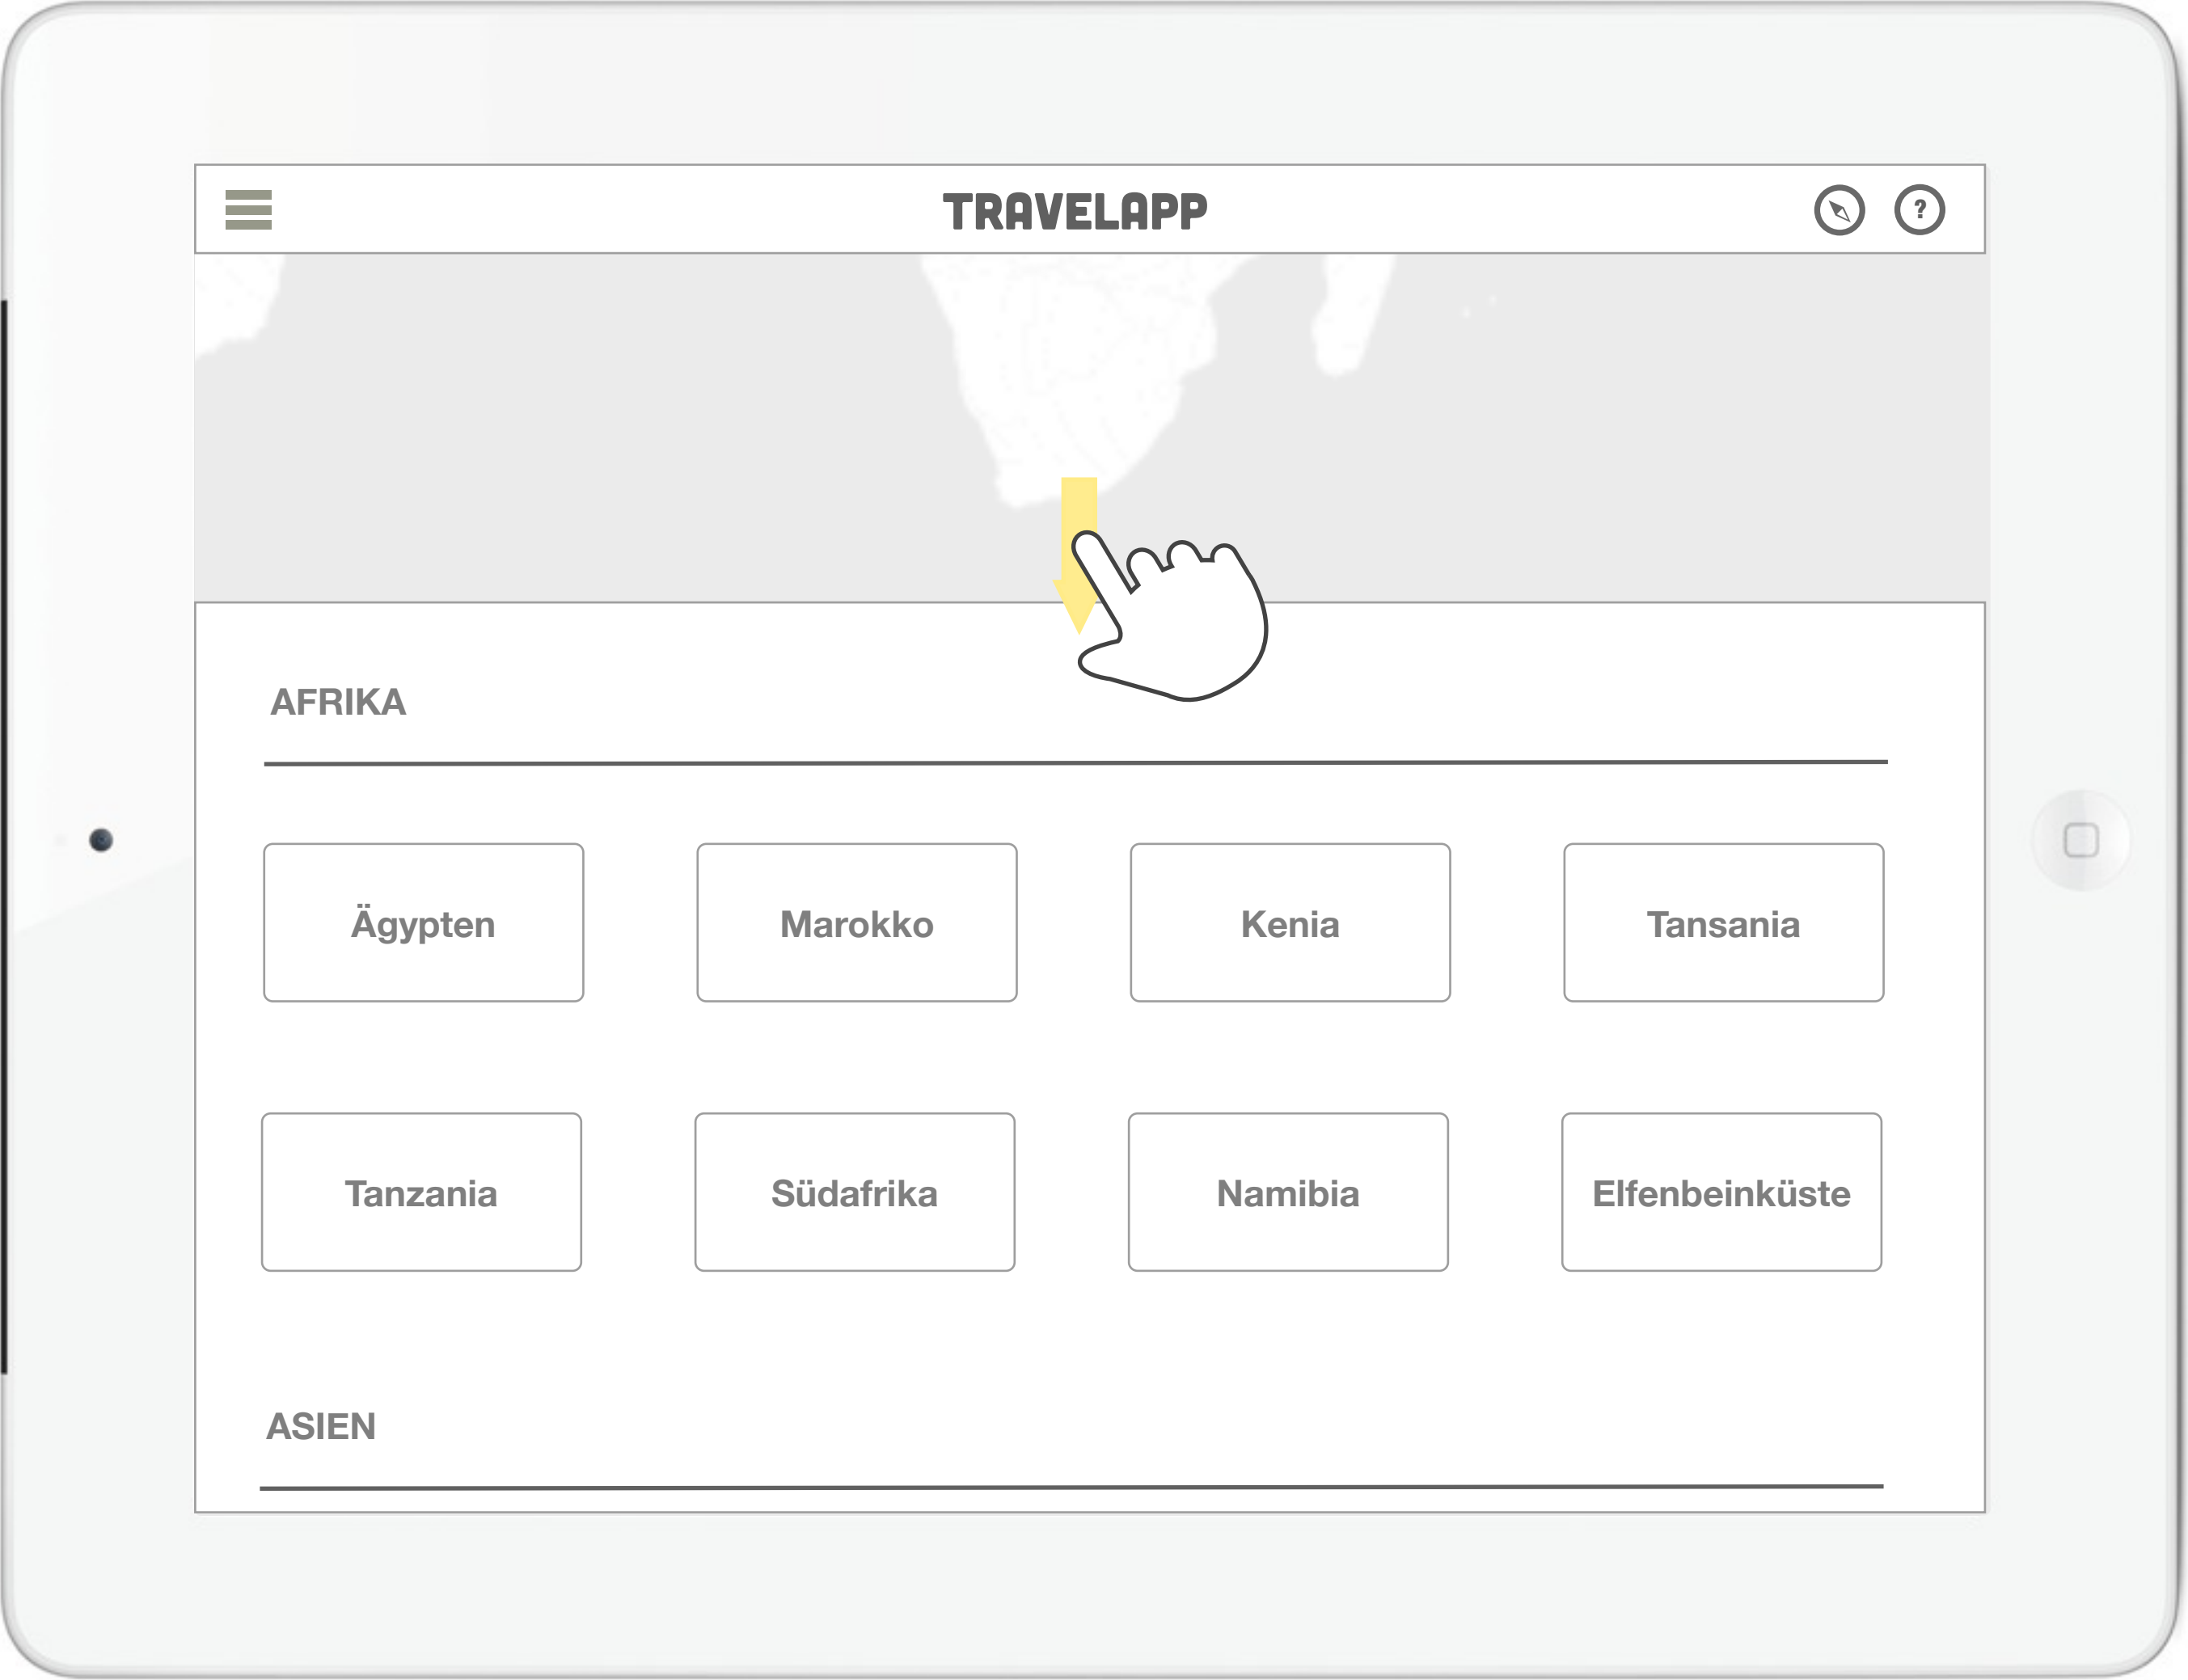 TRAVELAPP
?
AFRIKA
Ägypten Marokko Kenia Tansania
Tanzania Südafrika Namibia Elfenbeinküste
ASIEN